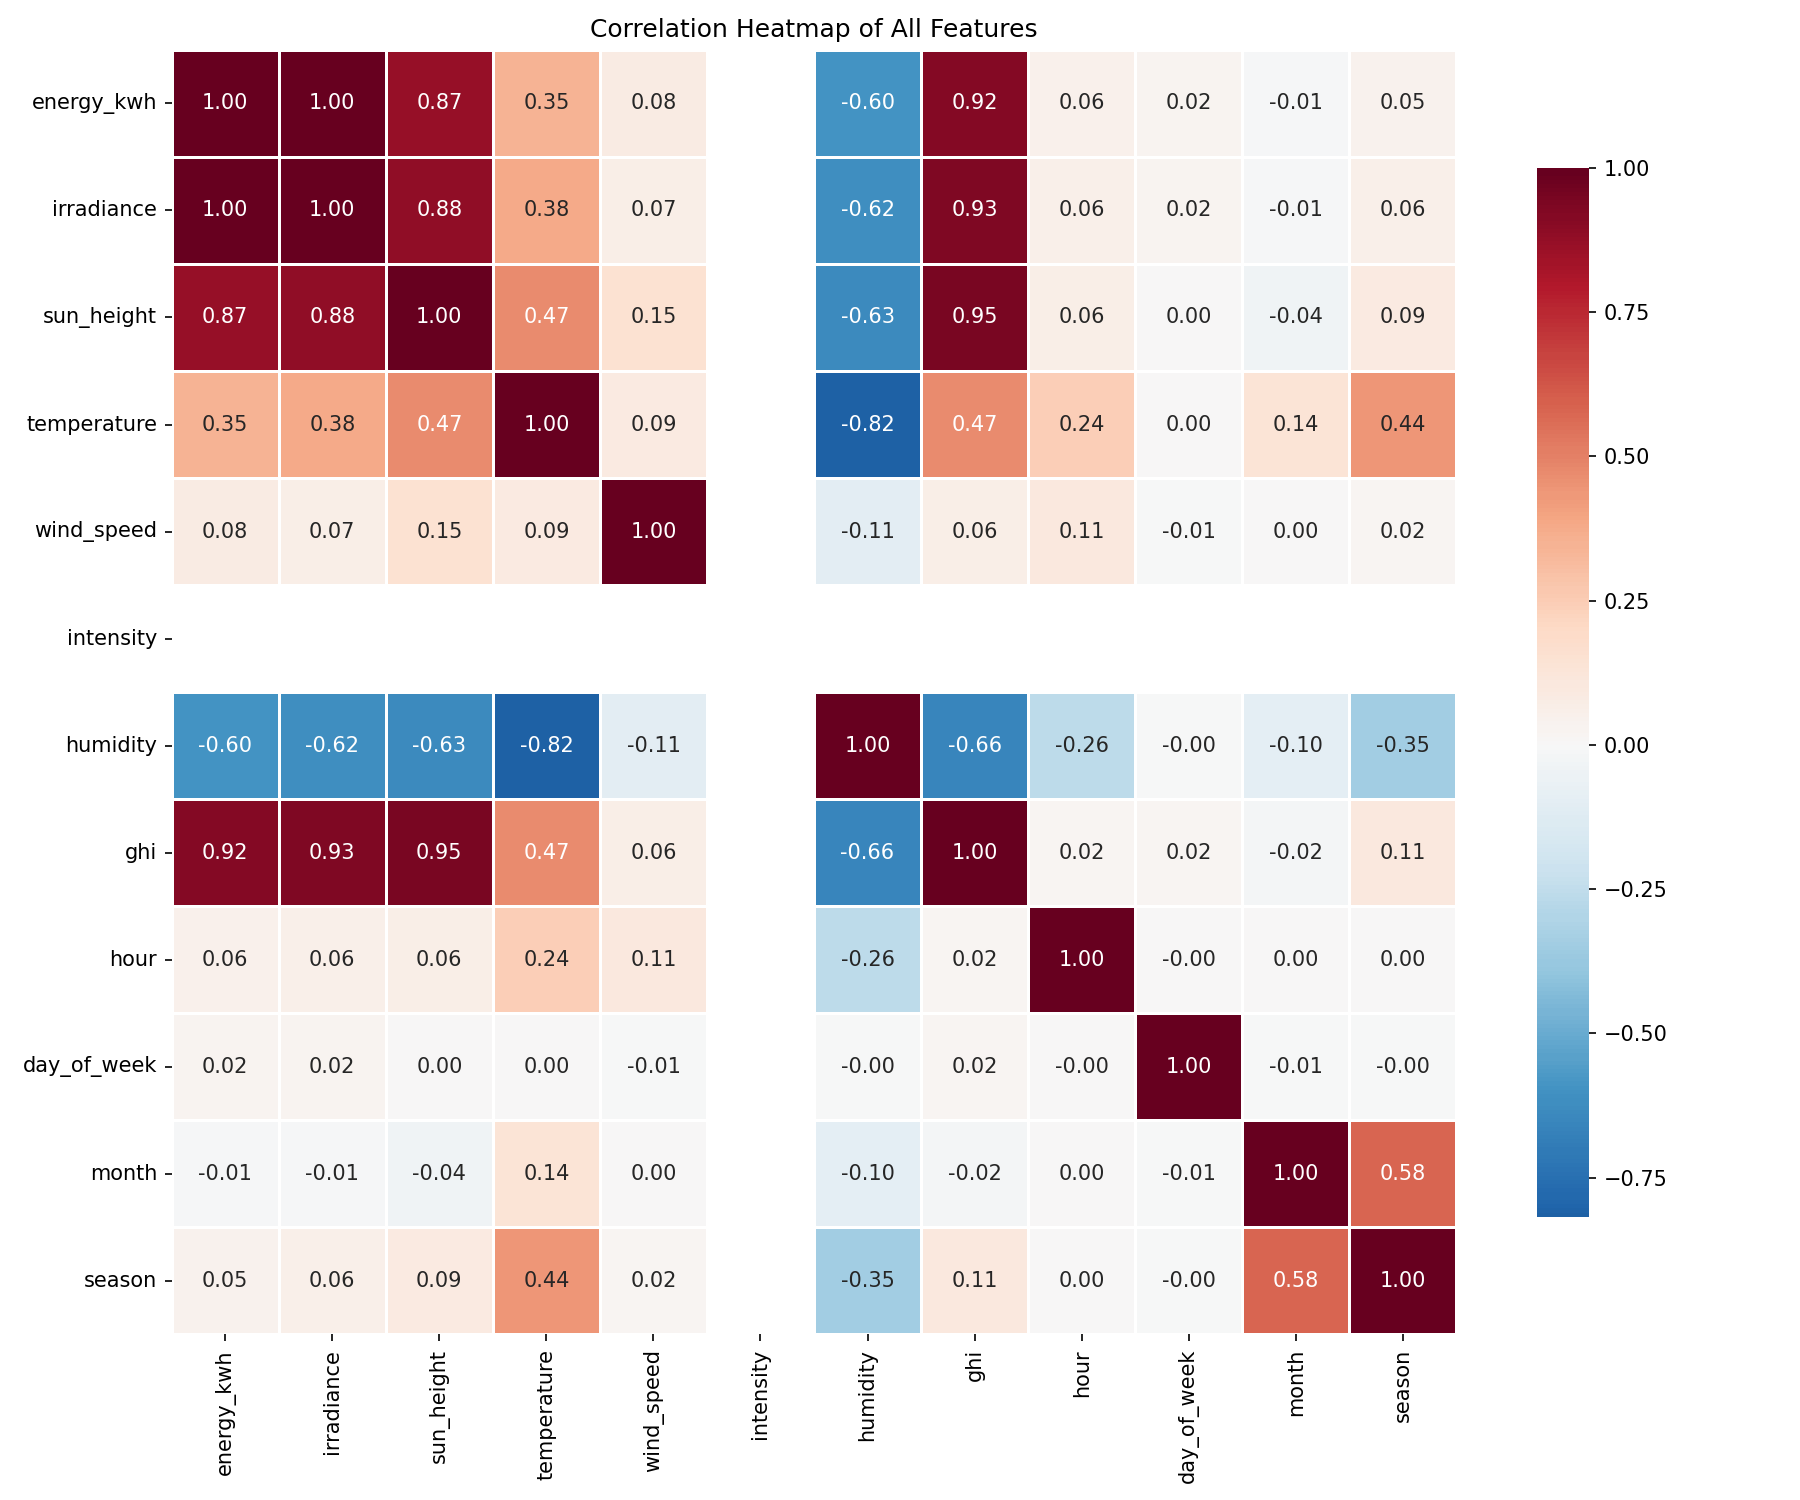 Correlation Heatmap of All Features
energy_kwh 1.00 1.00 0.87 0.35 0.08 -0.60 0.92 0.06 0.02 -0.01 0.05
irradiance 1.00 1.00 0.88 0.38 0.07 -0.62 0.93 0.06 0.02 -0.01 0.06
sun_height 0.87 0.88 1.00 0.47 0.15 -0.63 0.95 0.06 0.00 -0.04 0.09
temperature 0.35 0.38 0.47 1.00 0.09 -0.82 0.47 0.24 0.00 0.14 0.44
wind_speed 0.08 0.07 0.15 0.09 1.00 -0.11 0.06 0.11 -0.01 0.00 0.02
intensity
humidity -0.60 -0.62 -0.63 -0.82 -0.11 1.00 -0.66 -0.26 -0.00 -0.10 -0.35
ghi 0.92 0.93 0.95 0.47 0.06 -0.66 1.00 0.02 0.02 -0.02 0.11
hour 0.06 0.06 0.06 0.24 0.11 -0.26 0.02 1.00 -0.00 0.00 0.00
day_of_week 0.02 0.02 0.00 0.00 -0.01 -0.00 0.02 -0.00 1.00 -0.01 -0.00
month -0.01 -0.01 -0.04 0.14 0.00 -0.10 -0.02 0.00 -0.01 1.00 0.58
season 0.05 0.06 0.09 0.44 0.02 -0.35 0.11 0.00 -0.00 0.58 1.00
energy_kwh
irradiance
sun_height
temperature
wind_speed
intensity
humidity
ghi
hour
day_of_week
month
season
1.00
0.75
0.50
0.25
0.00
−0.25
−0.50
−0.75